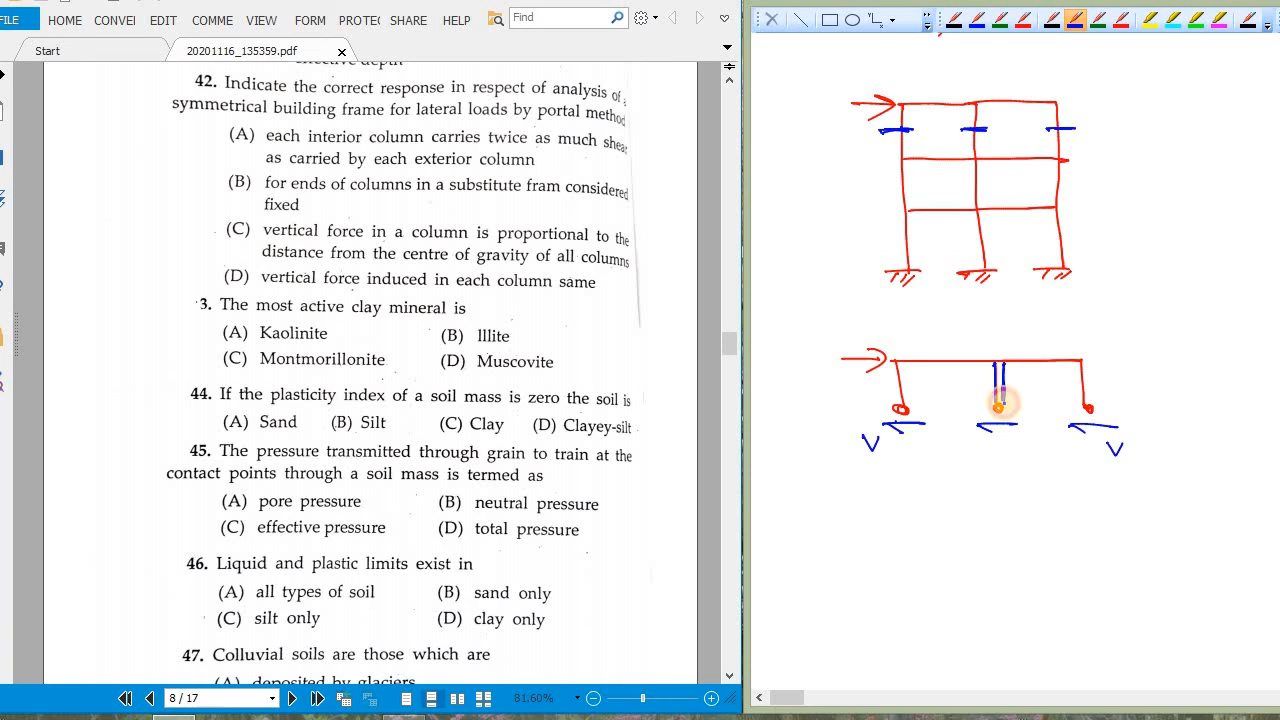 FILE HOME CONVEI EDIT COMME VIEW FORM PROTEC SHARE HELP Find
Start 20201116_135359.pdf
effective depth
42. Indicate the correct response in respect of analysis of
symmetrical building frame for lateral loads by portal method
(A) each interior column carries twice as much shear
as carried by each exterior column
(B) for ends of columns in a substitute fram considered
fixed
(C) vertical force in a column is proportional to the
distance from the centre of gravity of all columns
(D) vertical force induced in each column same
3. The most active clay mineral is
(A) Kaolinite (B) Illite
(C) Montmorillonite (D) Muscovite
44. If the plasticity index of a soil mass is zero the soil is
(A) Sand (B) Silt (C) Clay (D) Clayey-silt
45. The pressure transmitted through grain to train at the
contact points through a soil mass is termed as
(A) pore pressure (B) neutral pressure
(C) effective pressure (D) total pressure
46. Liquid and plastic limits exist in
(A) all types of soil (B) sand only
(C) silt only (D) clay only
47. Colluvial soils are those which are
(A) deposited by glaciers
V V
8 / 17 81.60%